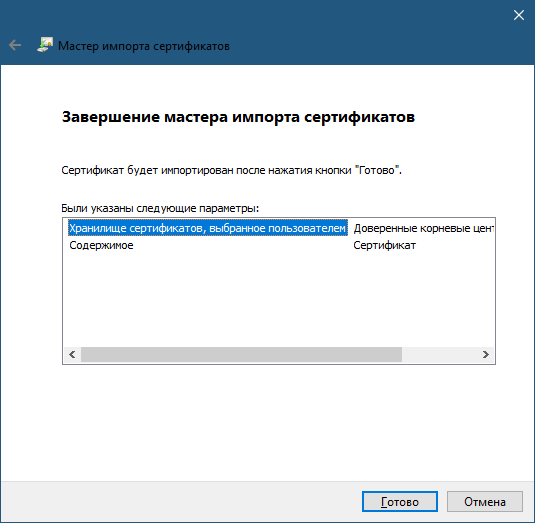 Мастер импорта сертификатов
Завершение мастера импорта сертификатов
Сертификат будет импортирован после нажатия кнопки "Готово".
Были указаны следующие параметры:
Хранилище сертификатов, выбранное пользователем Доверенные корневые цент
Содержимое Сертификат
Готово Отмена